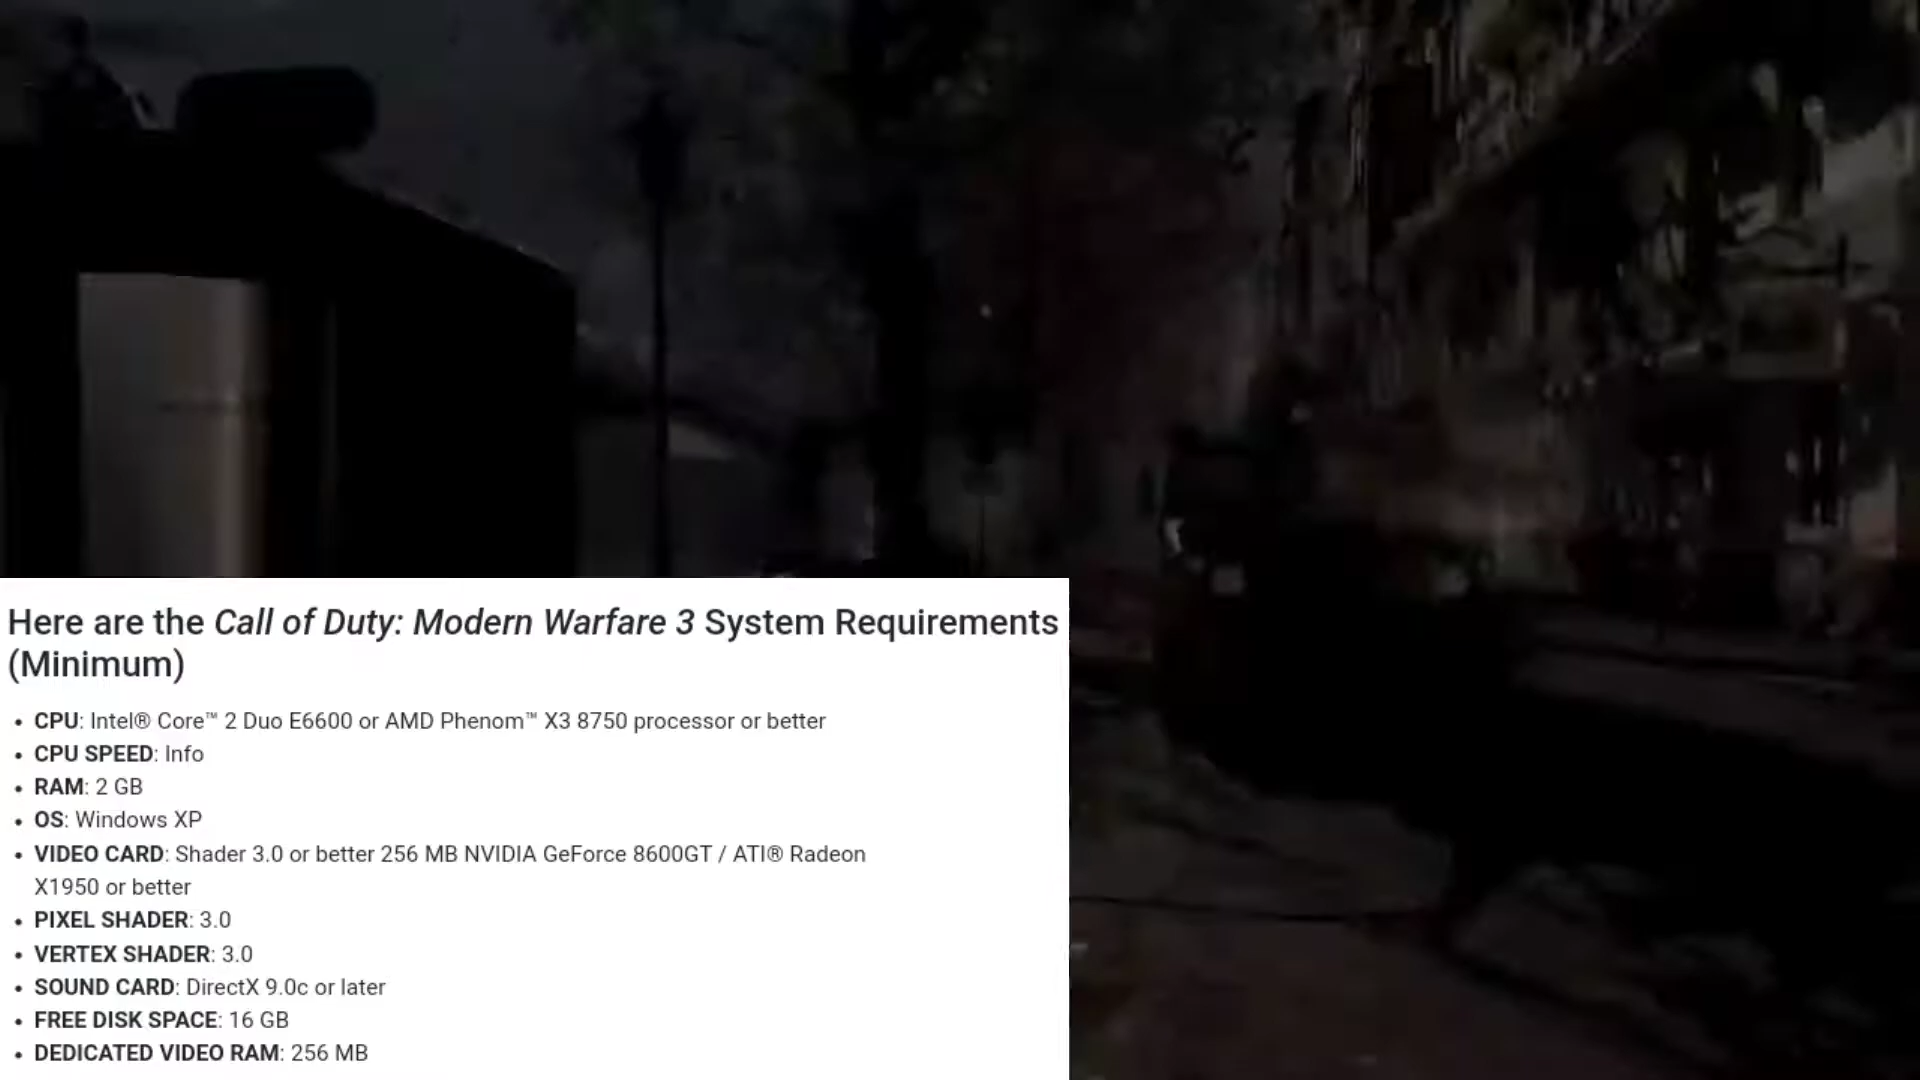 Here are the Call of Duty: Modern Warfare 3 System Requirements
(Minimum)
• CPU: Intel® Core™ 2 Duo E6600 or AMD Phenom™ X3 8750 processor or better
• CPU SPEED: Info
• RAM: 2 GB
• OS: Windows XP
• VIDEO CARD: Shader 3.0 or better 256 MB NVIDIA GeForce 8600GT / ATI® Radeon
X1950 or better
• PIXEL SHADER: 3.0
• VERTEX SHADER: 3.0
• SOUND CARD: DirectX 9.0c or later
• FREE DISK SPACE: 16 GB
• DEDICATED VIDEO RAM: 256 MB